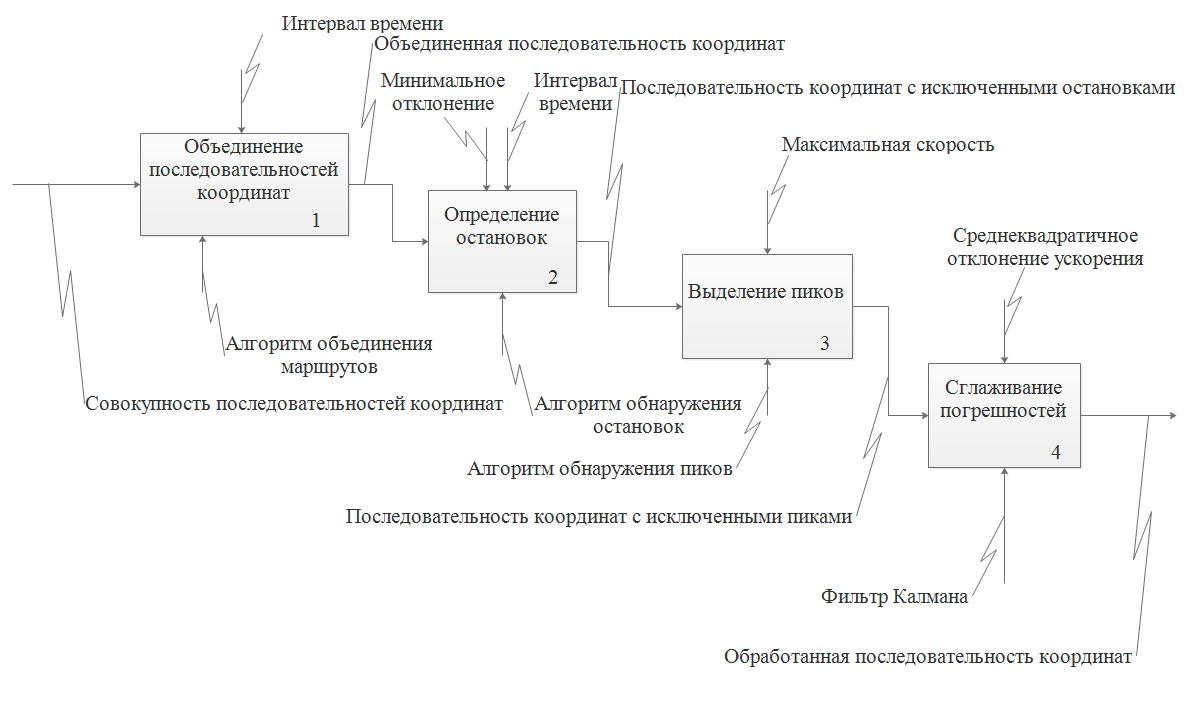 Интервал времени
Объединенная последовательность координат
Минимальное
отклонение
Интервал
времени
Последовательность координат с исключенными остановками
Объединение
последовательностей
координат
1
Максимальная скорость
Определение
остановок
2
Среднеквадратичное
отклонение ускорения
Выделение пиков
3
Алгоритм объединения
маршрутов
Совокупность последовательностей координат
Алгоритм обнаружения
остановок
Сглаживание
погрешностей
4
Алгоритм обнаружения пиков
Последовательность координат с исключенными пиками
Фильтр Калмана
Обработанная последовательность координат